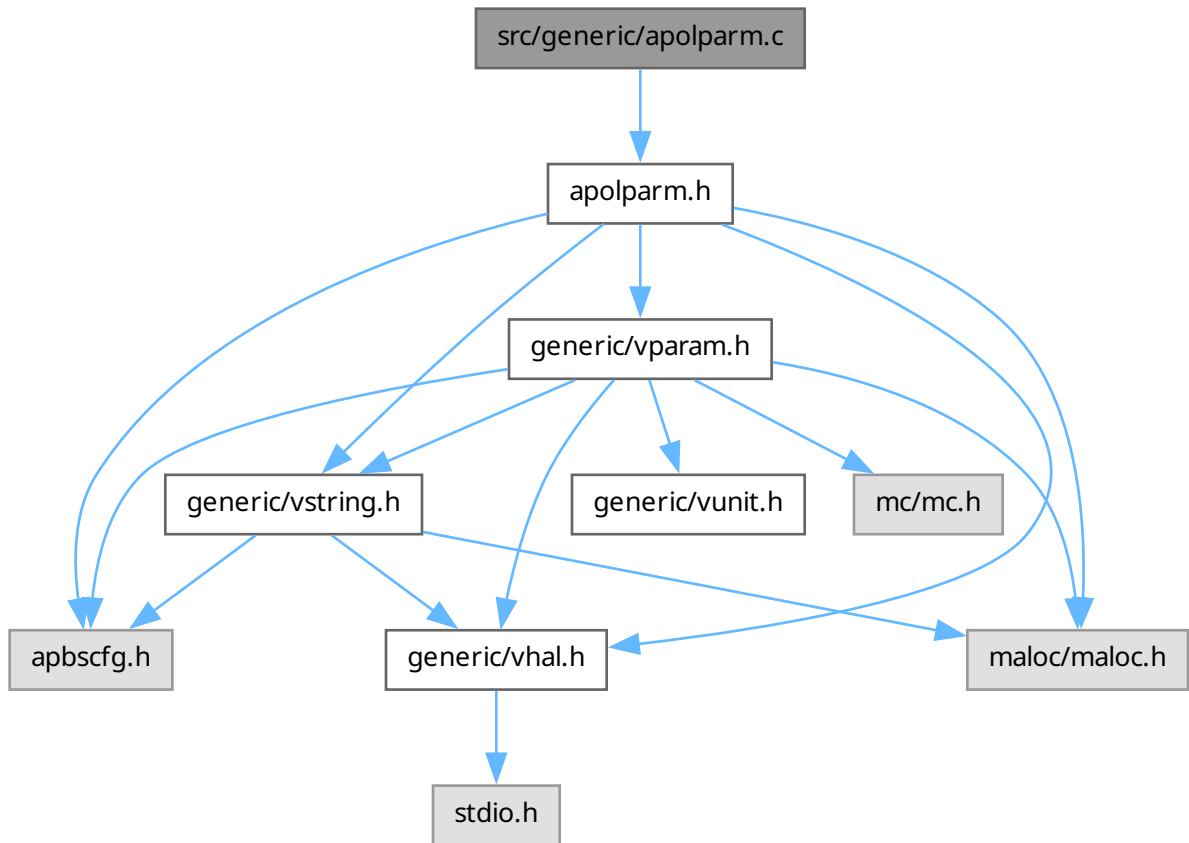 src/generic/apolparm.c
apolparm.h
generic/vparam.h
generic/vstring.h
generic/vunit.h
mc/mc.h
apbscfg.h
generic/vhal.h
maloc/maloc.h
stdio.h